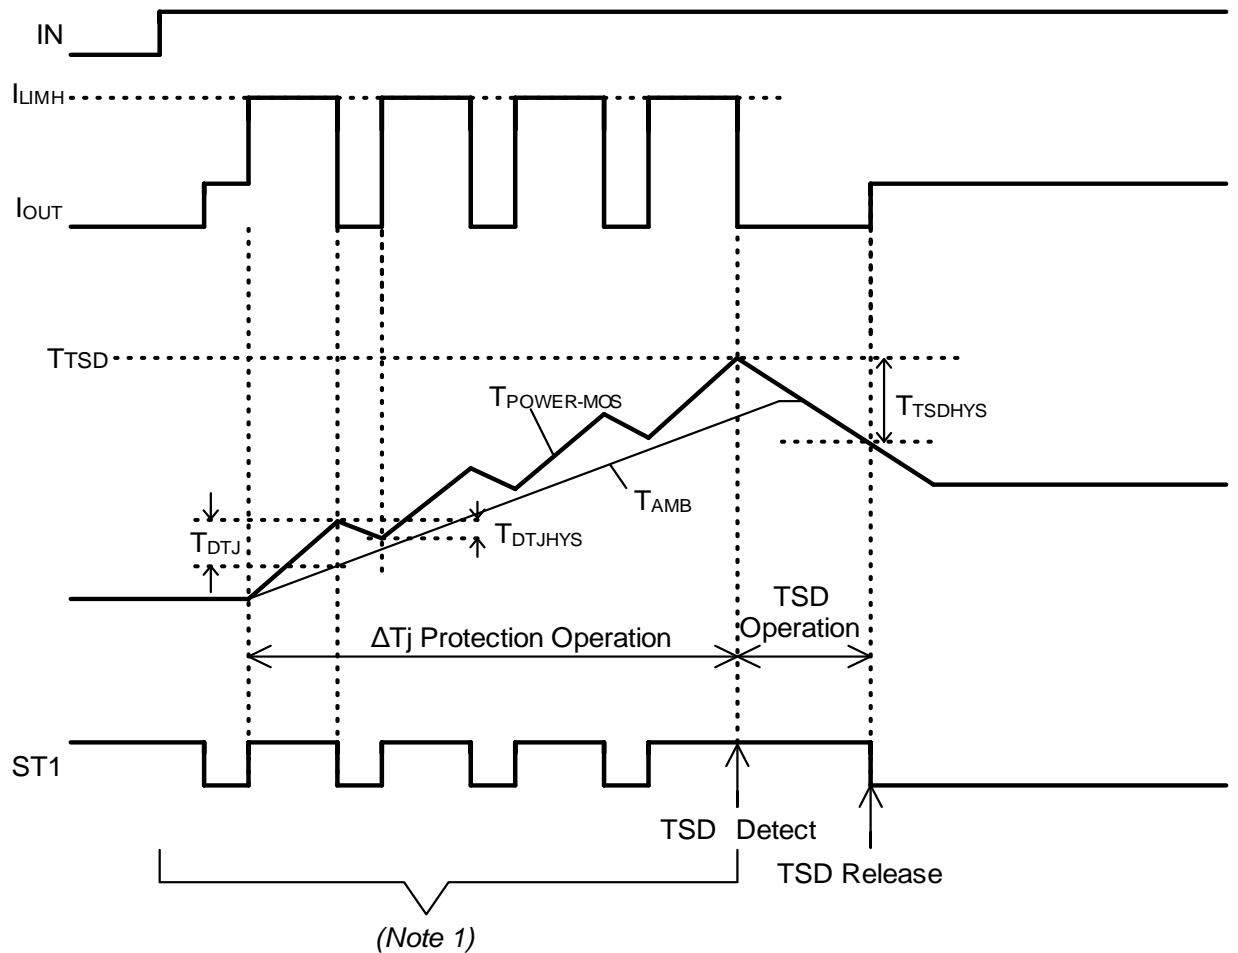 IN
ILIMH
IOUT
TTSD
TPOWER-MOS
TTSDHYS
TAMB
TDTJ
TDTJHYS
TSD
Operation
ΔTj Protection Operation
ST1
TSD Detect
TSD Release
(Note 1)